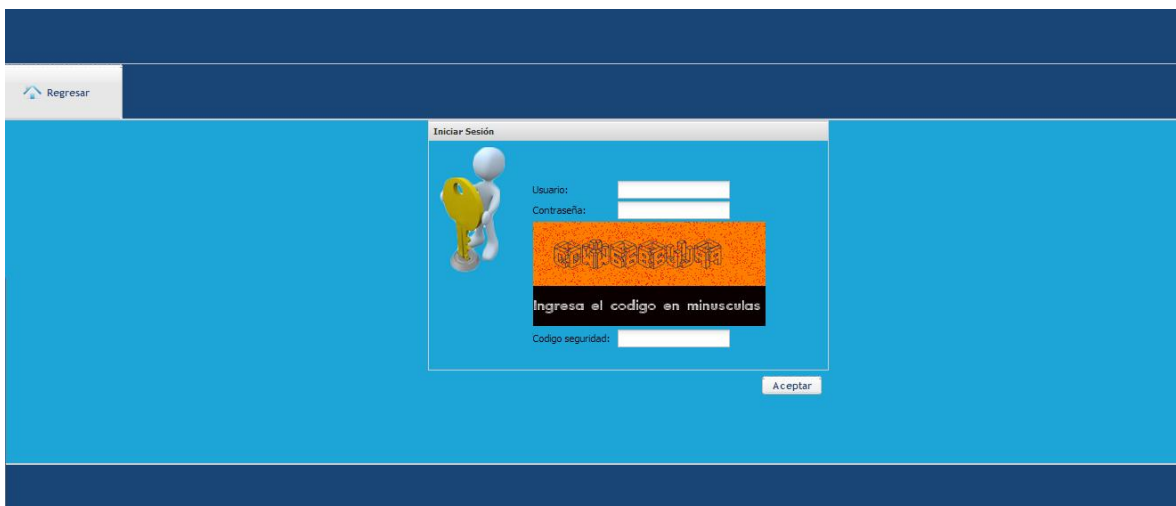 Regresar
Iniciar Sesión
Usuario:
Contraseña:
Ingresa el codigo en minusculas
Codigo seguridad:
Aceptar